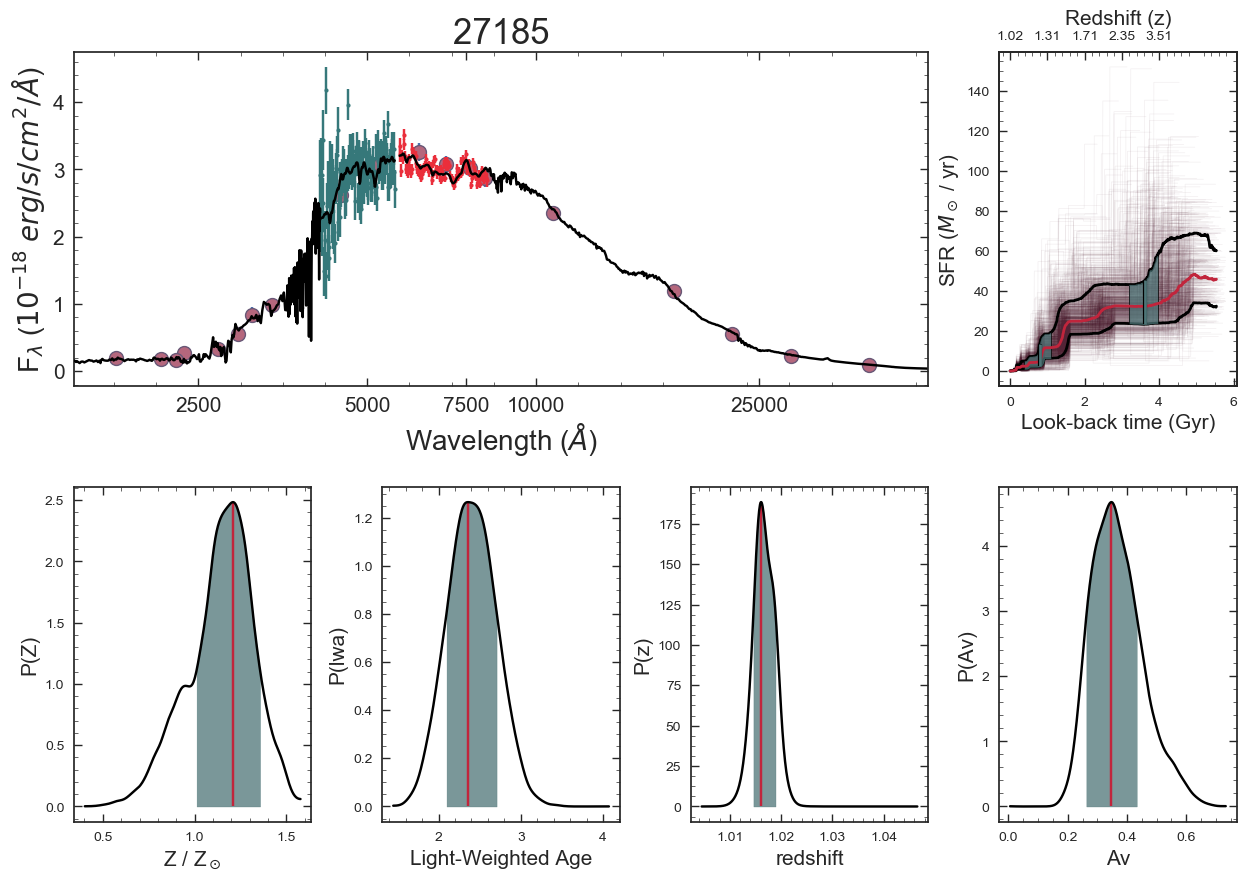 27185
F_λ (10^−18 erg/s/cm^2/Å)
4
3
2
1
0
2500 5000 7500 10000 25000
Wavelength (Å)
Redshift (z)
1.02 1.31 1.71 2.35 3.51
SFR (M_⊙ / yr)
140
120
100
80
60
40
20
0
0 2 4 6
Look-back time (Gyr)
P(Z)
2.5
2.0
1.5
1.0
0.5
0.0
0.5 1.0 1.5
Z / Z_⊙
P(lwa)
1.2
1.0
0.8
0.6
0.4
0.2
0.0
2 3 4
Light-Weighted Age
P(z)
175
150
125
100
75
50
25
0
1.01 1.02 1.03 1.04
redshift
P(Av)
4
3
2
1
0
0.0 0.2 0.4 0.6
Av